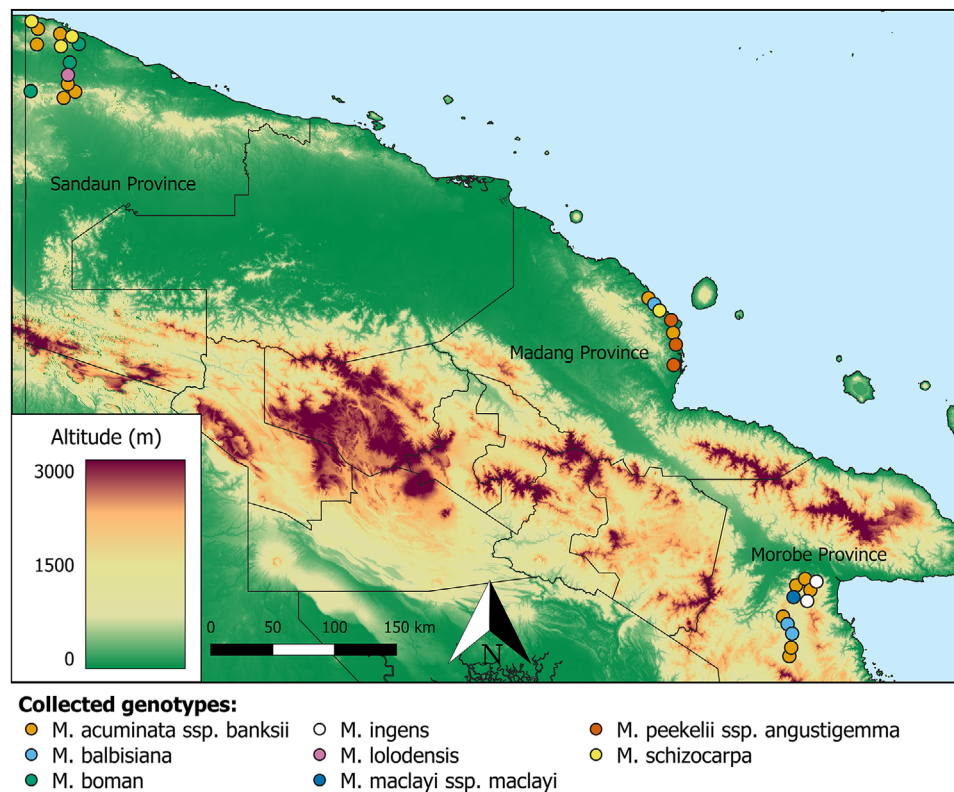 Sandaun Province
Madang Province
Morobe Province
Altitude (m)
3000
1500
0
0 50 100 150 km
N
Collected genotypes:
M. acuminata ssp. banksii
M. balbisiana
M. boman
M. ingens
M. lolodensis
M. maclayi ssp. maclayi
M. peekelii ssp. angustigemma
M. schizocarpa